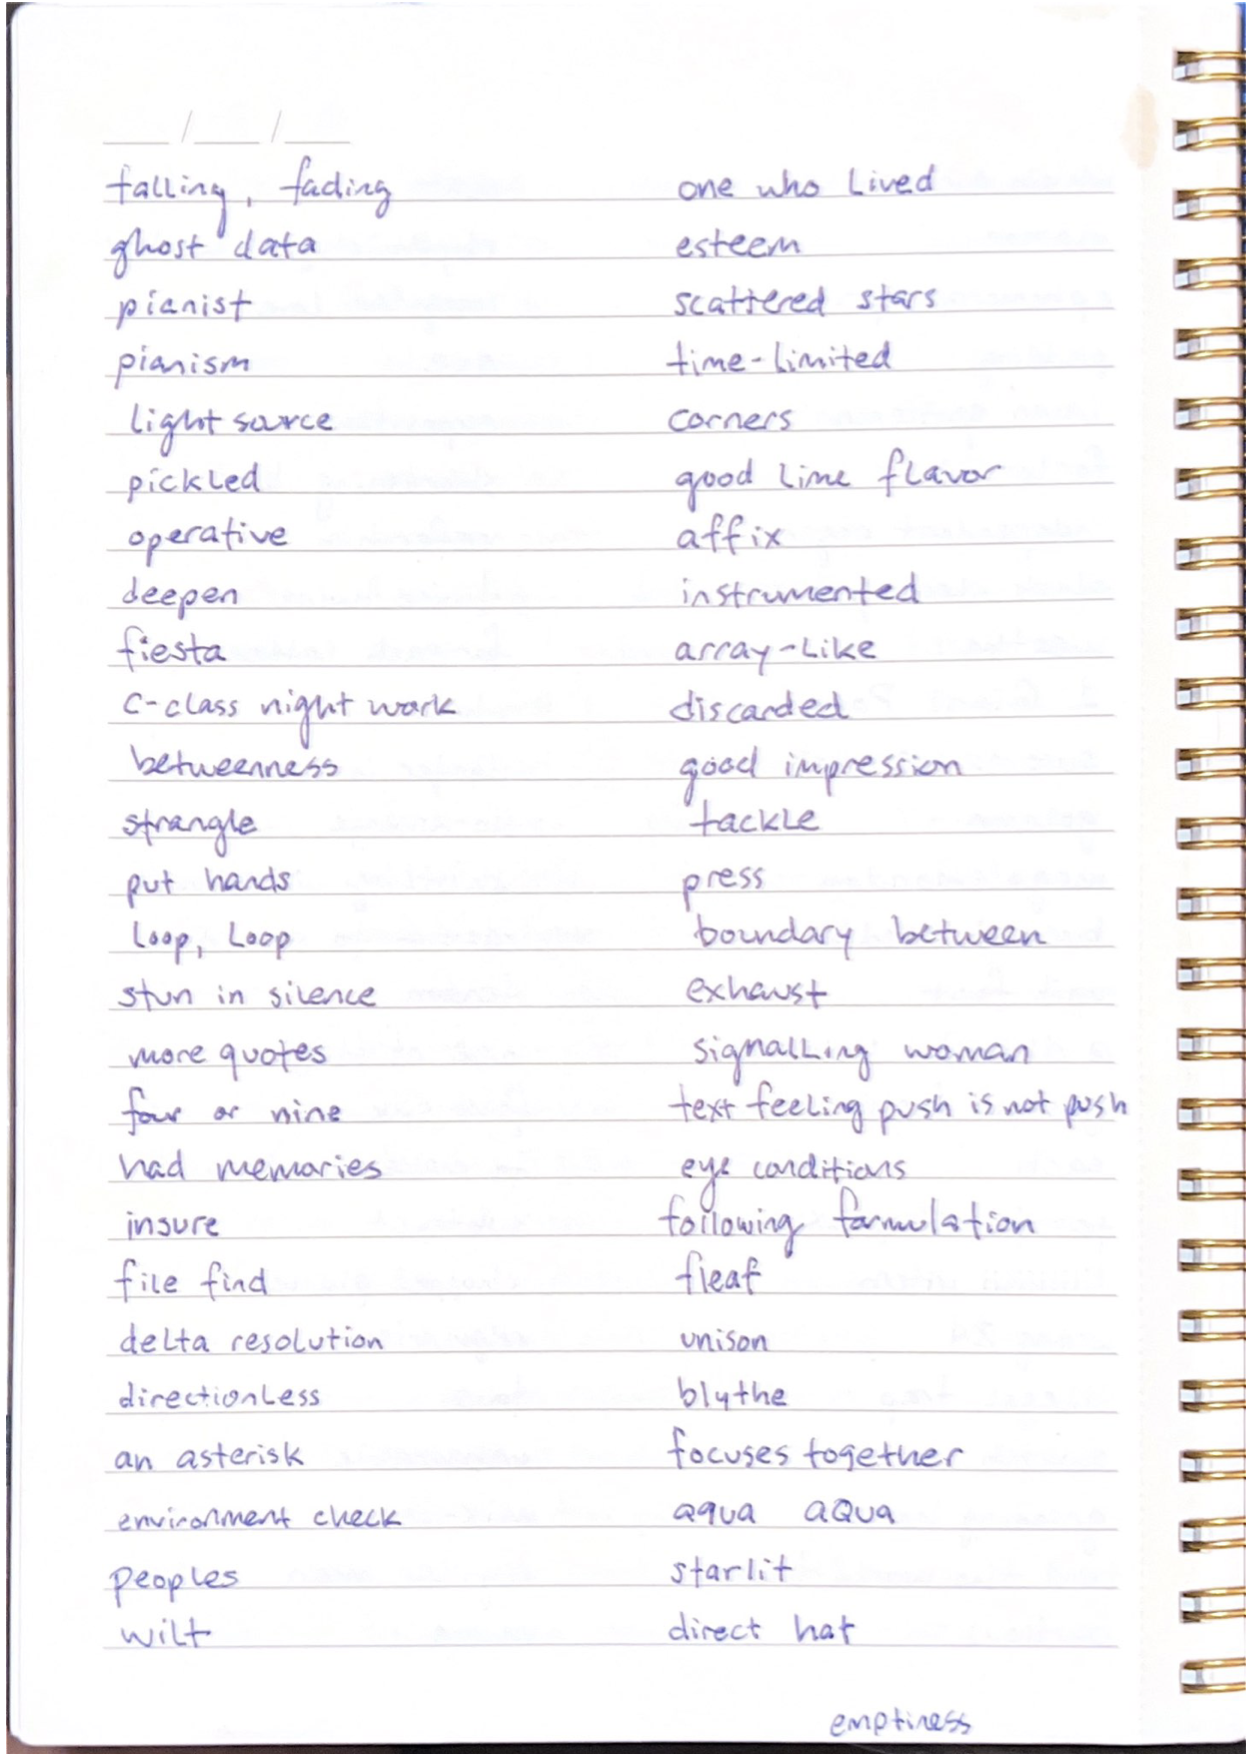 falling, fading
ghost data
pianist
pianism
light source
pickled
operative
deepen
fiesta
C-class night work
betweenness
strangle
put hands
loop, loop
stun in silence
more quotes
four or nine
had memories
insure
file find
delta resolution
directionless
an asterisk
environment check
peoples
wilt
one who lived
esteem
scattered stars
time-limited
corners
good lime flavor
affix
instrumented
array-like
discarded
good impression
tackle
press
boundary between
exhaust
signalling woman
text feeling push is not push
eye conditions
following formulation
fleaf
unison
blythe
focuses together
aqua aQua
starlit
direct hat
emptiness